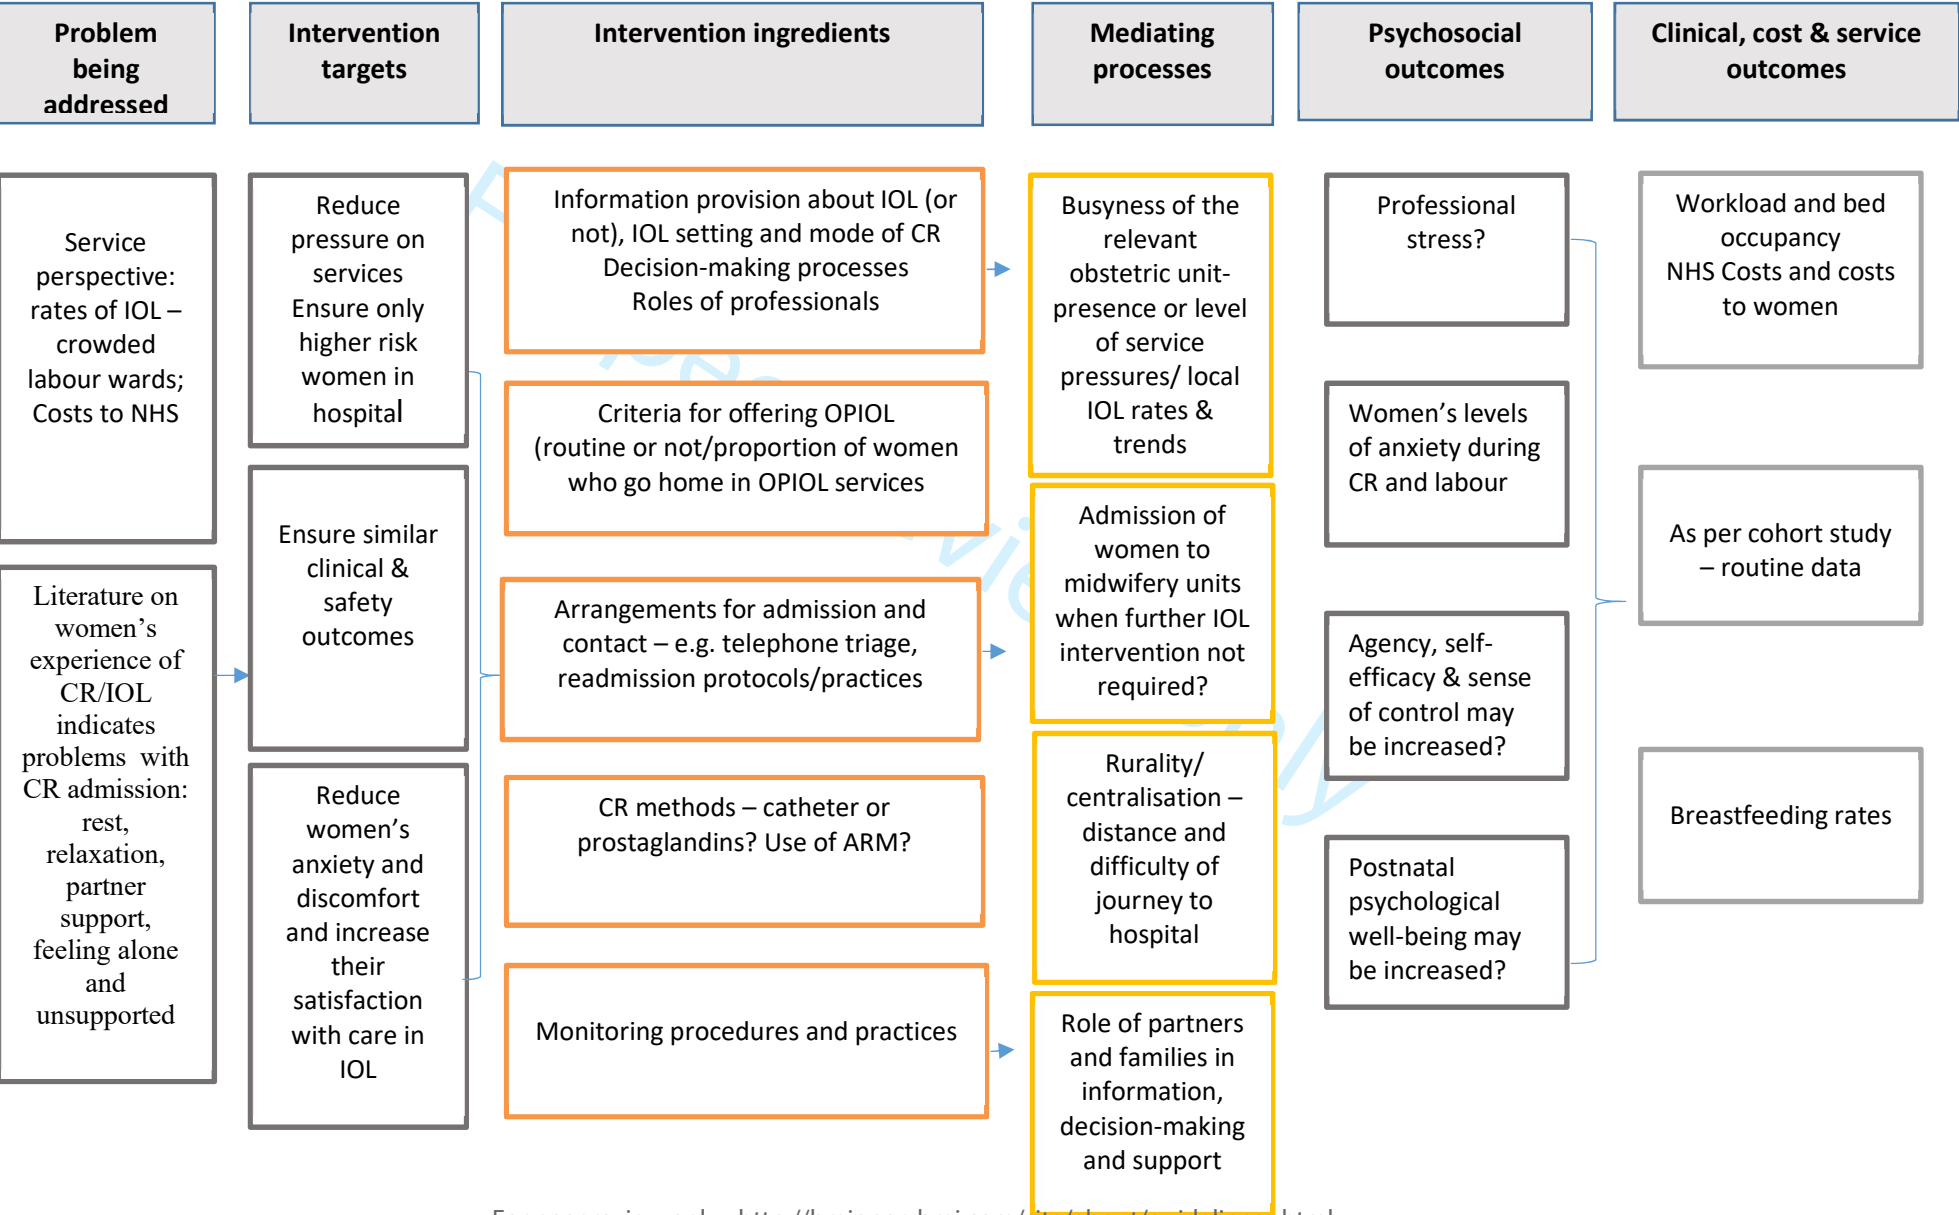 Problem
being
addressed
Intervention
targets
Intervention ingredients
Mediating
processes
Psychosocial
outcomes
Clinical, cost & service
outcomes
Service
perspective:
rates of IOL –
crowded
labour wards;
Costs to NHS
Literature on
women’s
experience of
CR/IOL
indicates
problems with
CR admission:
rest,
relaxation,
partner
support,
feeling alone
and
unsupported
Reduce
pressure on
services
Ensure only
higher risk
women in
hospital
Ensure similar
clinical &
safety
outcomes
Reduce
women’s
anxiety and
discomfort
and increase
their
satisfaction
with care in
IOL
Information provision about IOL (or
not), IOL setting and mode of CR
Decision-making processes
Roles of professionals
Criteria for offering OPIOL
(routine or not/proportion of women
who go home in OPIOL services
Arrangements for admission and
contact – e.g. telephone triage,
readmission protocols/practices
CR methods – catheter or
prostaglandins? Use of ARM?
Monitoring procedures and practices
Busyness of the
relevant
obstetric unit-
presence or level
of service
pressures/ local
IOL rates &
trends
Admission of
women to
midwifery units
when further IOL
intervention not
required?
Rurality/
centralisation –
distance and
difficulty of
journey to
hospital
Role of partners
and families in
information,
decision-making
and support
Professional
stress?
Women’s levels
of anxiety during
CR and labour
Agency, self-
efficacy & sense
of control may
be increased?
Postnatal
psychological
well-being may
be increased?
Workload and bed
occupancy
NHS Costs and costs
to women
As per cohort study
– routine data
Breastfeeding rates